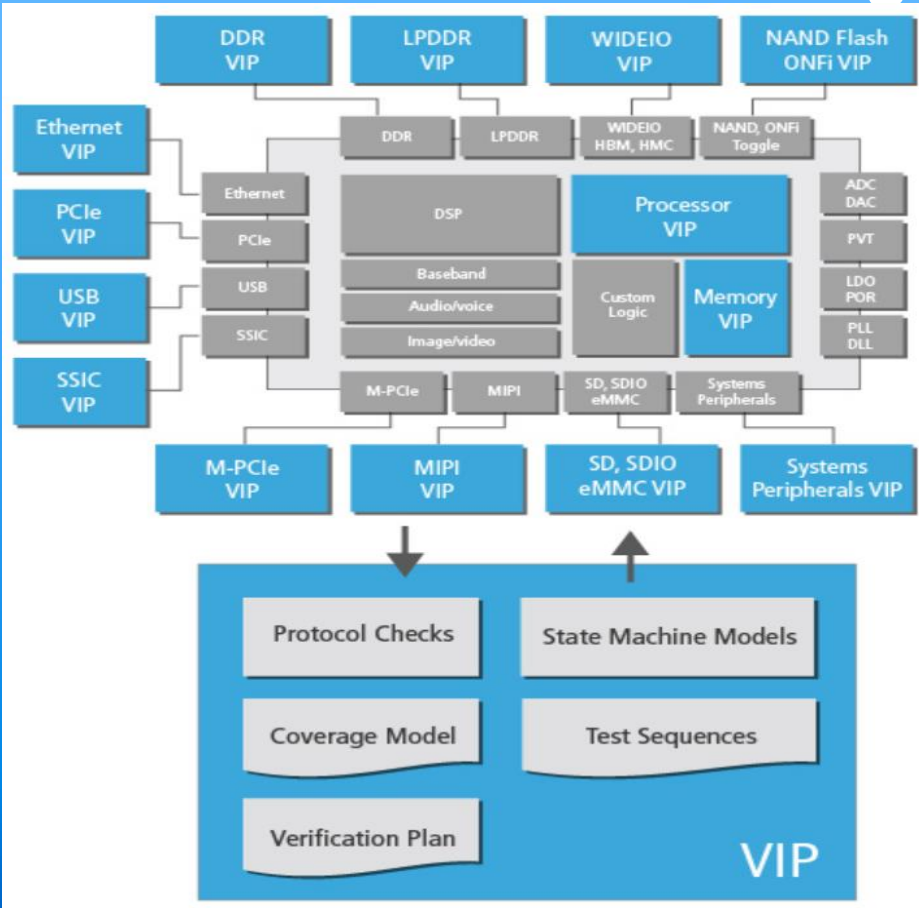 DDR
VIP
LPDDR
VIP
WIDEIO
VIP
NAND Flash
ONFi VIP
Ethernet
VIP
PCIe
VIP
USB
VIP
SSIC
VIP
DDR
LPDDR
WIDEIO
HBM, HMC
NAND, ONFi
Toggle
Ethernet
PCIe
USB
SSIC
DSP
Baseband
Audio/voice
Image/video
Processor
VIP
Custom
Logic
Memory
VIP
ADC
DAC
PVT
LDO
POR
PLL
DLL
M-PCIe
MIPI
SD, SDIO
eMMC
Systems
Peripherals
M-PCIe
VIP
MIPI
VIP
SD, SDIO
eMMC VIP
Systems
Peripherals VIP
Protocol Checks
State Machine Models
Coverage Model
Test Sequences
Verification Plan
VIP